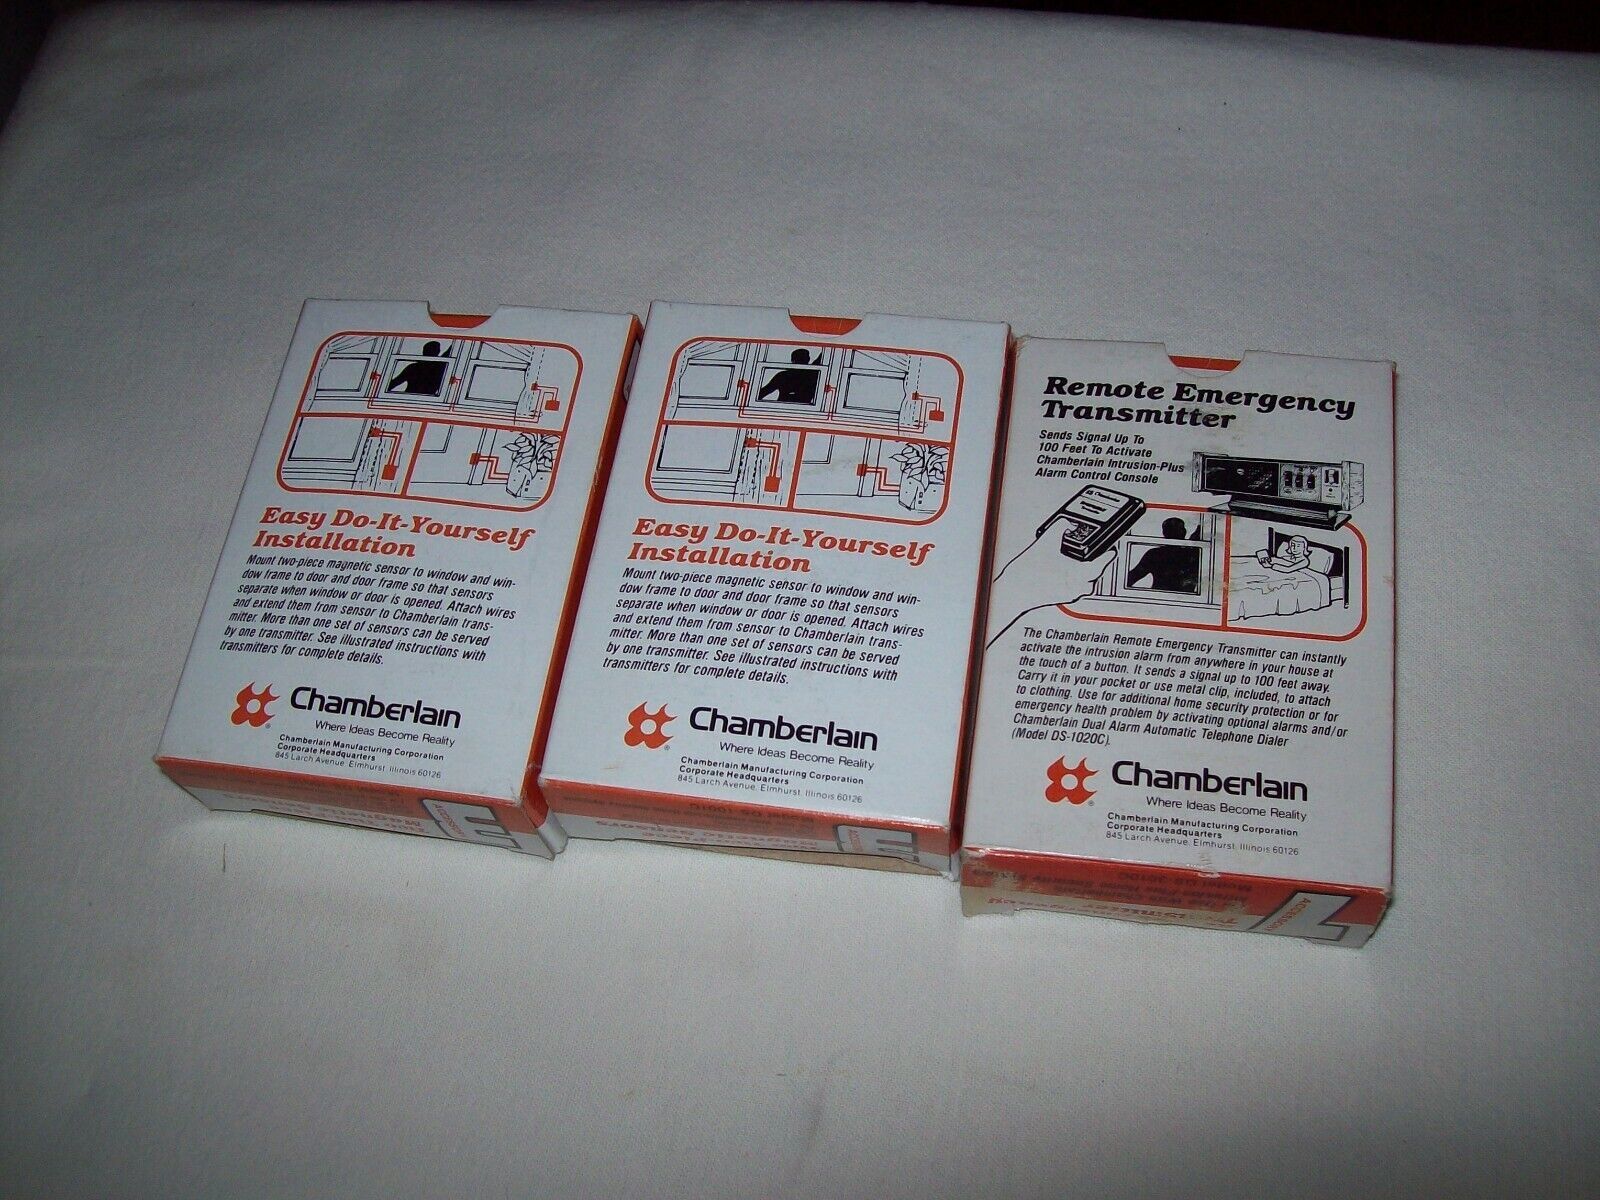 Easy Do-It-Yourself
Installation
Mount two-piece magnetic sensor to window and win-
dow frame to door and door frame so that sensors
separate when window or door is opened. Attach wires
and extend them from sensor to Chamberlain trans-
mitter. More than one set of sensors can be served
by one transmitter. See illustrated instructions with
transmitters for complete details.
Chamberlain
Where Ideas Become Reality
Chamberlain Manufacturing Corporation
Corporate Headquarters
845 Larch Avenue, Elmhurst, Illinois 60126
ACCESSORY
E
Easy Do-It-Yourself
Installation
Mount two-piece magnetic sensor to window and win-
dow frame to door and door frame so that sensors
separate when window or door is opened. Attach wires
and extend them from sensor to Chamberlain trans-
mitter. More than one set of sensors can be served
by one transmitter. See illustrated instructions with
transmitters for complete details.
Chamberlain
Where Ideas Become Reality
Chamberlain Manufacturing Corporation
Corporate Headquarters
845 Larch Avenue, Elmhurst, Illinois 60126
Magnetic Sensors
E
Remote Emergency
Transmitter
Sends Signal Up To
100 Feet To Activate
Chamberlain Intrusion-Plus
Alarm Control Console
Chamberlain
The Chamberlain Remote Emergency Transmitter can instantly
activate the intrusion alarm from anywhere in your house at
the touch of a button. It sends a signal up to 100 feet away.
Carry it in your pocket or use metal clip, included, to attach
to clothing. Use for additional home security protection or for
emergency health problem by activating optional alarms and/or
Chamberlain Dual Alarm Automatic Telephone Dialer
(Model DS-1020C).
Chamberlain
Where Ideas Become Reality
Chamberlain Manufacturing Corporation
Corporate Headquarters
845 Larch Avenue, Elmhurst, Illinois 60126
ACCESSORY